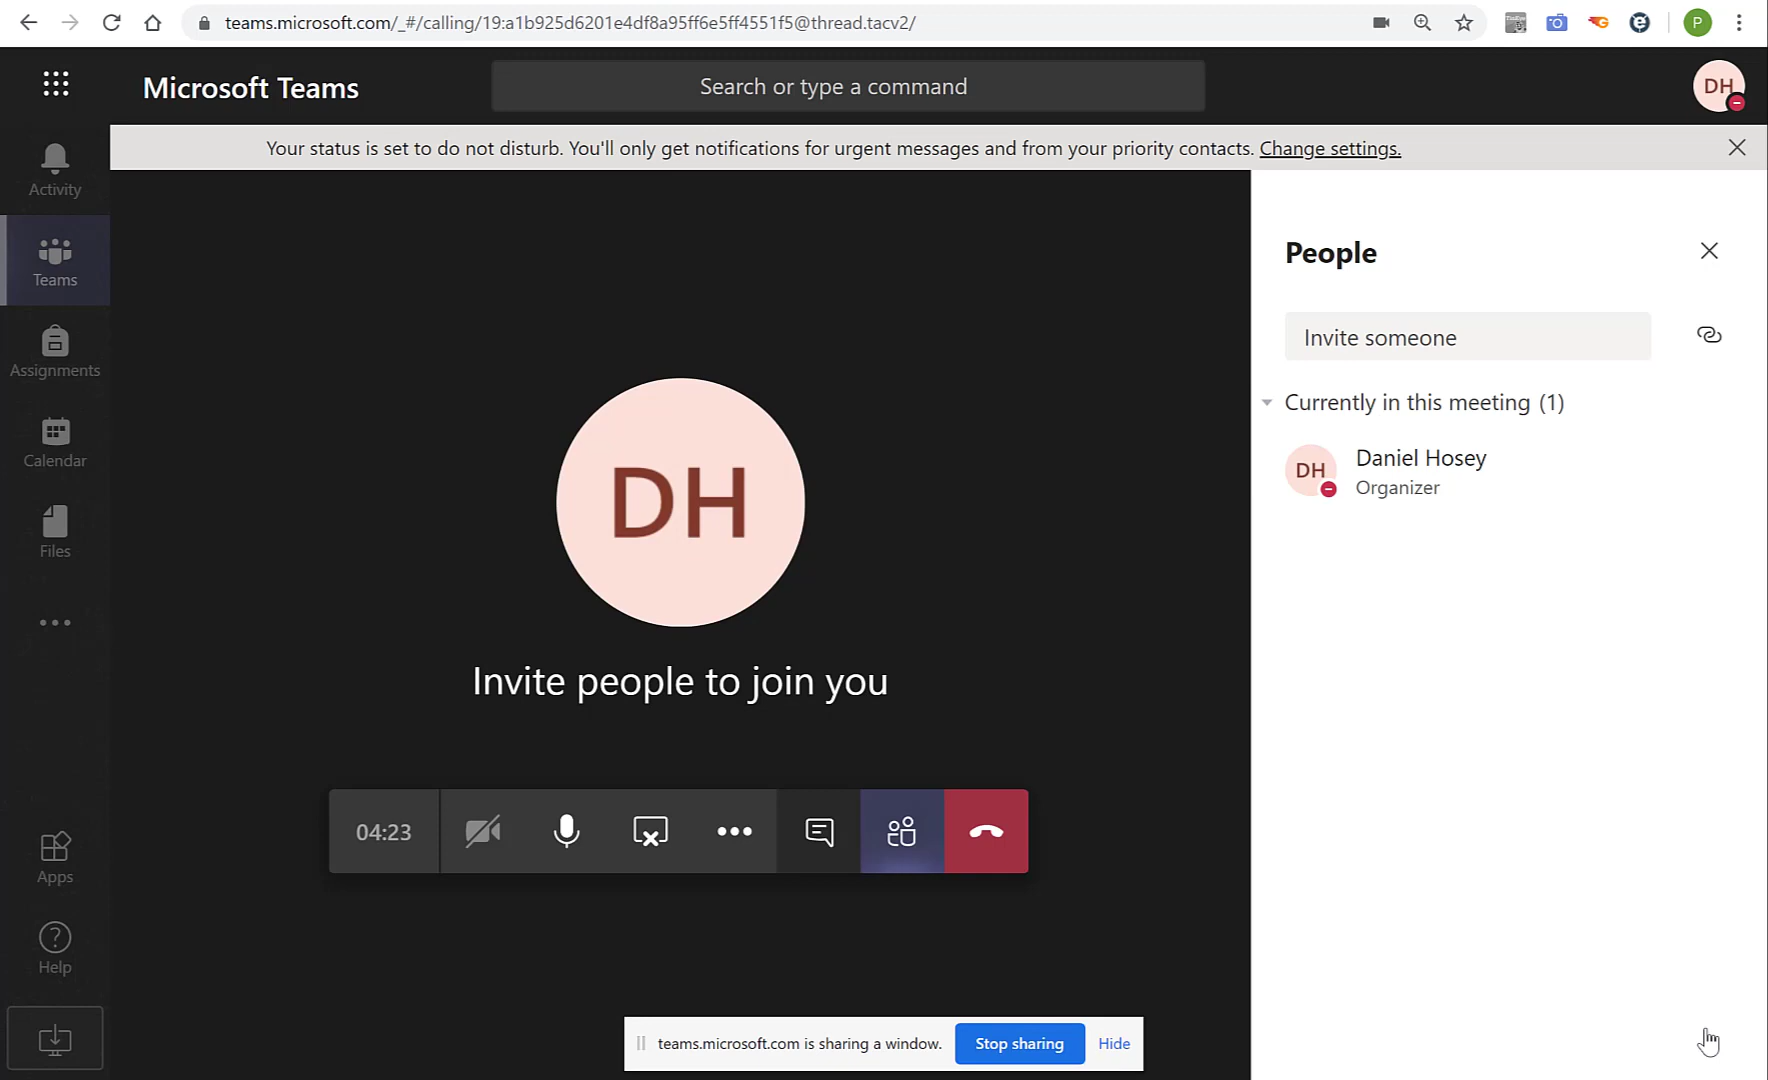 teams.microsoft.com/_#/calling/19:a1b925d6201e4df8a95ff6e5ff4551f5@thread.tacv2/
P
Microsoft Teams
Search or type a command
DH
Your status is set to do not disturb. You'll only get notifications for urgent messages and from your priority contacts. Change settings.
Activity
Teams
Assignments
Calendar
Files
Apps
Help
DH
Invite people to join you
04:23
People
Invite someone
Currently in this meeting (1)
DH
Daniel Hosey
Organizer
teams.microsoft.com is sharing a window.
Stop sharing
Hide